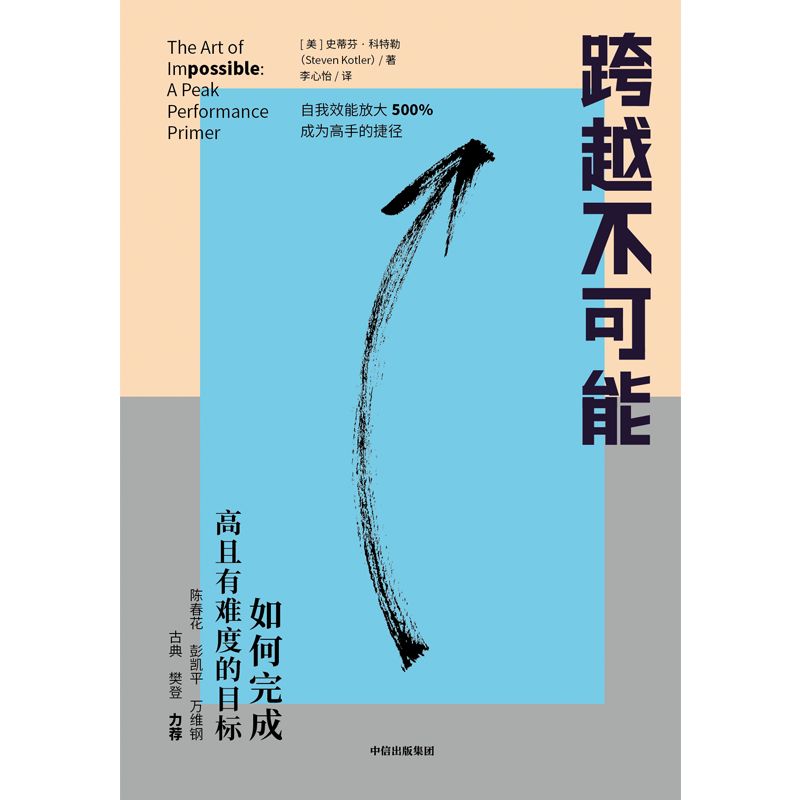 The Art of
Impossible:
A Peak
Performance
Primer
[ 美 ] 史蒂芬 · 科特勒
（Steven Kotler）/ 著
李心怡 / 译
自我效能放大 500%
成为高手的捷径
跨越不可能
如何完成
高且有难度的目标
陈春花 彭凯平 万维钢
古典 樊登 力荐
中信出版集团